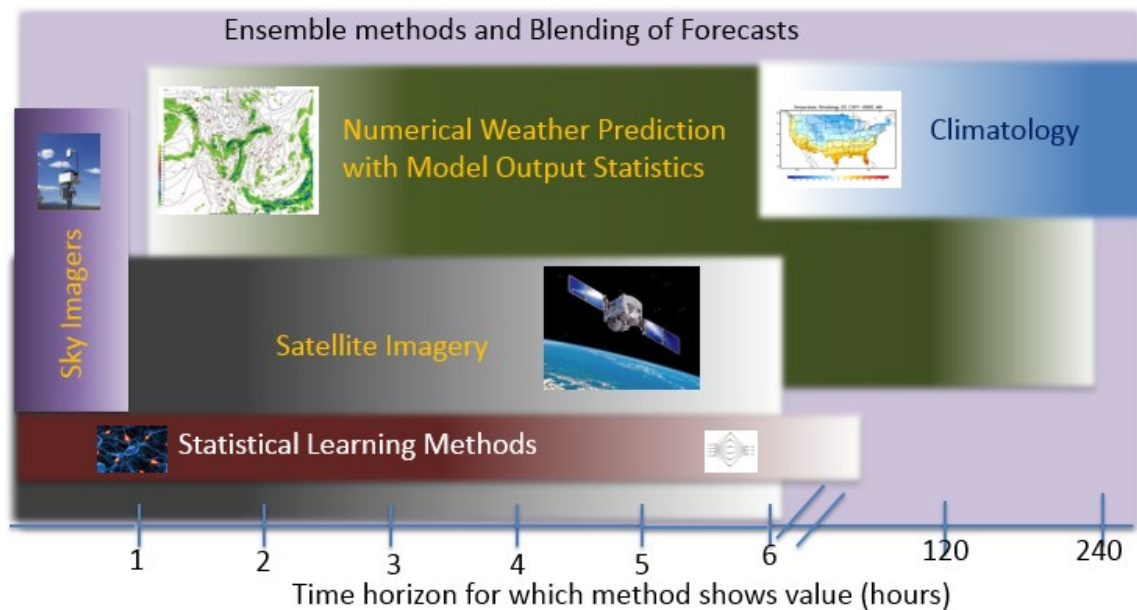 Ensemble methods and Blending of Forecasts
Numerical Weather Prediction
with Model Output Statistics
Climatology
Sky Imagers
Satellite Imagery
Statistical Learning Methods
1 2 3 4 5 6 120 240
Time horizon for which method shows value (hours)